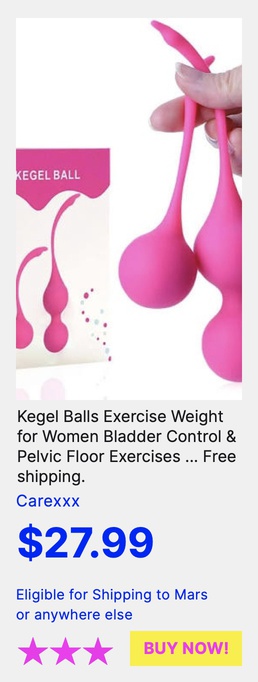 KEGEL BALL
Kegel Balls Exercise Weight
for Women Bladder Control &
Pelvic Floor Exercises ... Free
shipping.
Carexxx
$27.99
Eligible for Shipping to Mars
or anywhere else
BUY NOW!